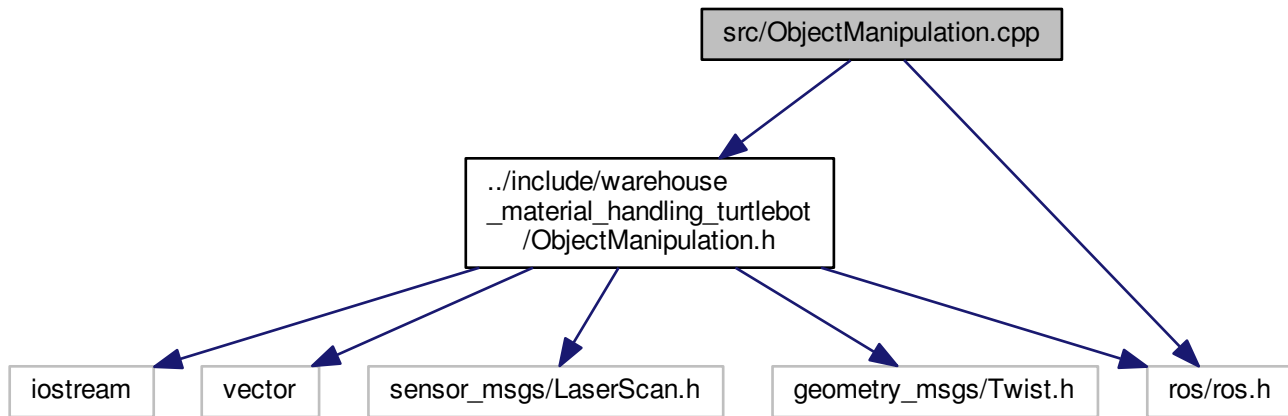 src/ObjectManipulation.cpp
../include/warehouse
_material_handling_turtlebot
/ObjectManipulation.h
iostream
vector
sensor_msgs/LaserScan.h
geometry_msgs/Twist.h
ros/ros.h